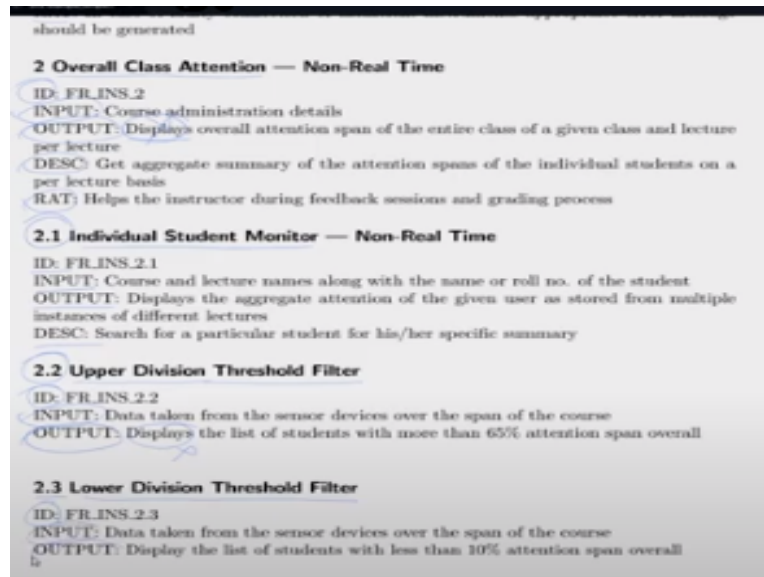 should be generated
2 Overall Class Attention — Non-Real Time
ID: FR_INS_2
INPUT: Course administration details
OUTPUT: Displays overall attention span of the entire class of a given class and lecture
per lecture
DESC: Get aggregate summary of the attention spans of the individual students on a
per lecture basis
RAT: Helps the instructor during feedback sessions and grading process
2.1 Individual Student Monitor — Non-Real Time
ID: FR_INS_2.1
INPUT: Course and lecture names along with the name or roll no. of the student
OUTPUT: Displays the aggregate attention of the given user as stored from multiple
instances of different lectures
DESC: Search for a particular student for his/her specific summary
2.2 Upper Division Threshold Filter
ID: FR_INS_2.2
INPUT: Data taken from the sensor devices over the span of the course
OUTPUT: Displays the list of students with more than 65% attention span overall
2.3 Lower Division Threshold Filter
ID: FR_INS_2.3
INPUT: Data taken from the sensor devices over the span of the course
OUTPUT: Display the list of students with less than 10% attention span overall